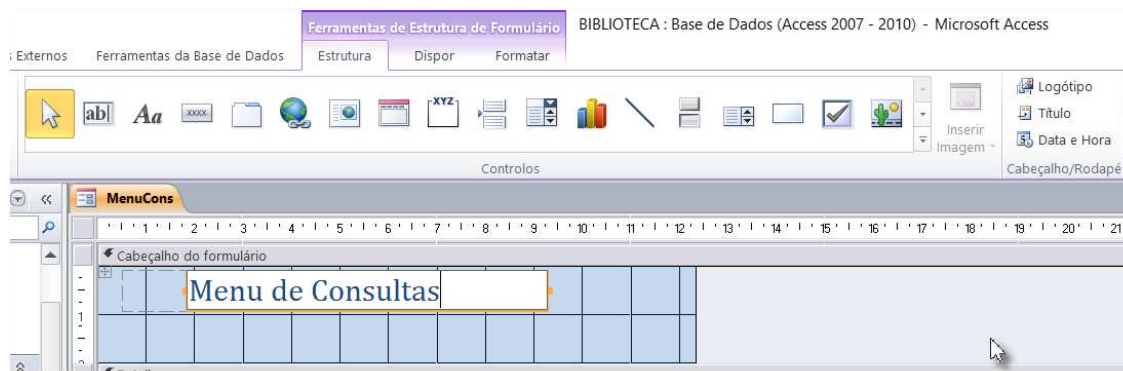 Ferramentas de Estrutura de Formulário
BIBLIOTECA : Base de Dados (Access 2007 - 2010) - Microsoft Access
s Externos Ferramentas da Base de Dados Estrutura Dispor Formatar
ab| Aa xxxx XYZ
Inserir Imagem
Logótipo
Título
Data e Hora
Controlos
Cabeçalho/Rodapé
MenuCons
1 2 3 4 5 6 7 8 9 10 11 12 13 14 15 16 17 18 19 20 21
Cabeçalho do formulário
Menu de Consultas
1